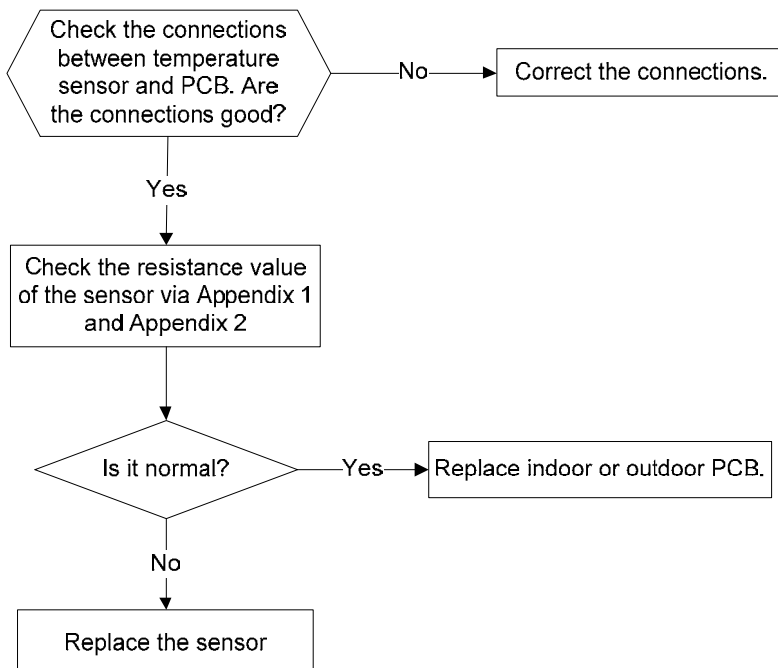 Check the connections
between temperature
sensor and PCB. Are
the connections good?
No
Correct the connections.
Yes
Check the resistance value
of the sensor via Appendix 1
and Appendix 2
Is it normal?
Yes
Replace indoor or outdoor PCB.
No
Replace the sensor